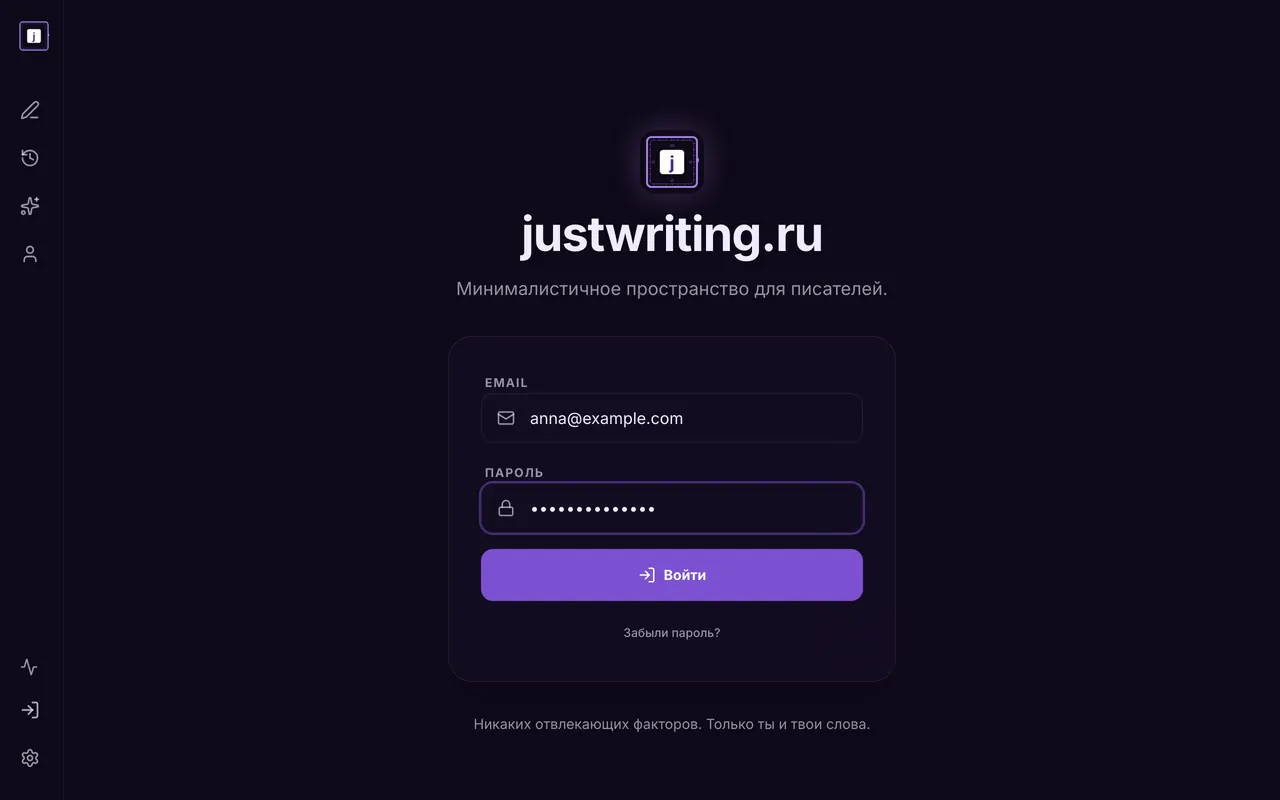 j
j
justwriting.ru
Минималистичное пространство для писателей.
EMAIL
anna@example.com
ПАРОЛЬ
••••••••••••••
Войти
Забыли пароль?
Никаких отвлекающих факторов. Только ты и твои слова.